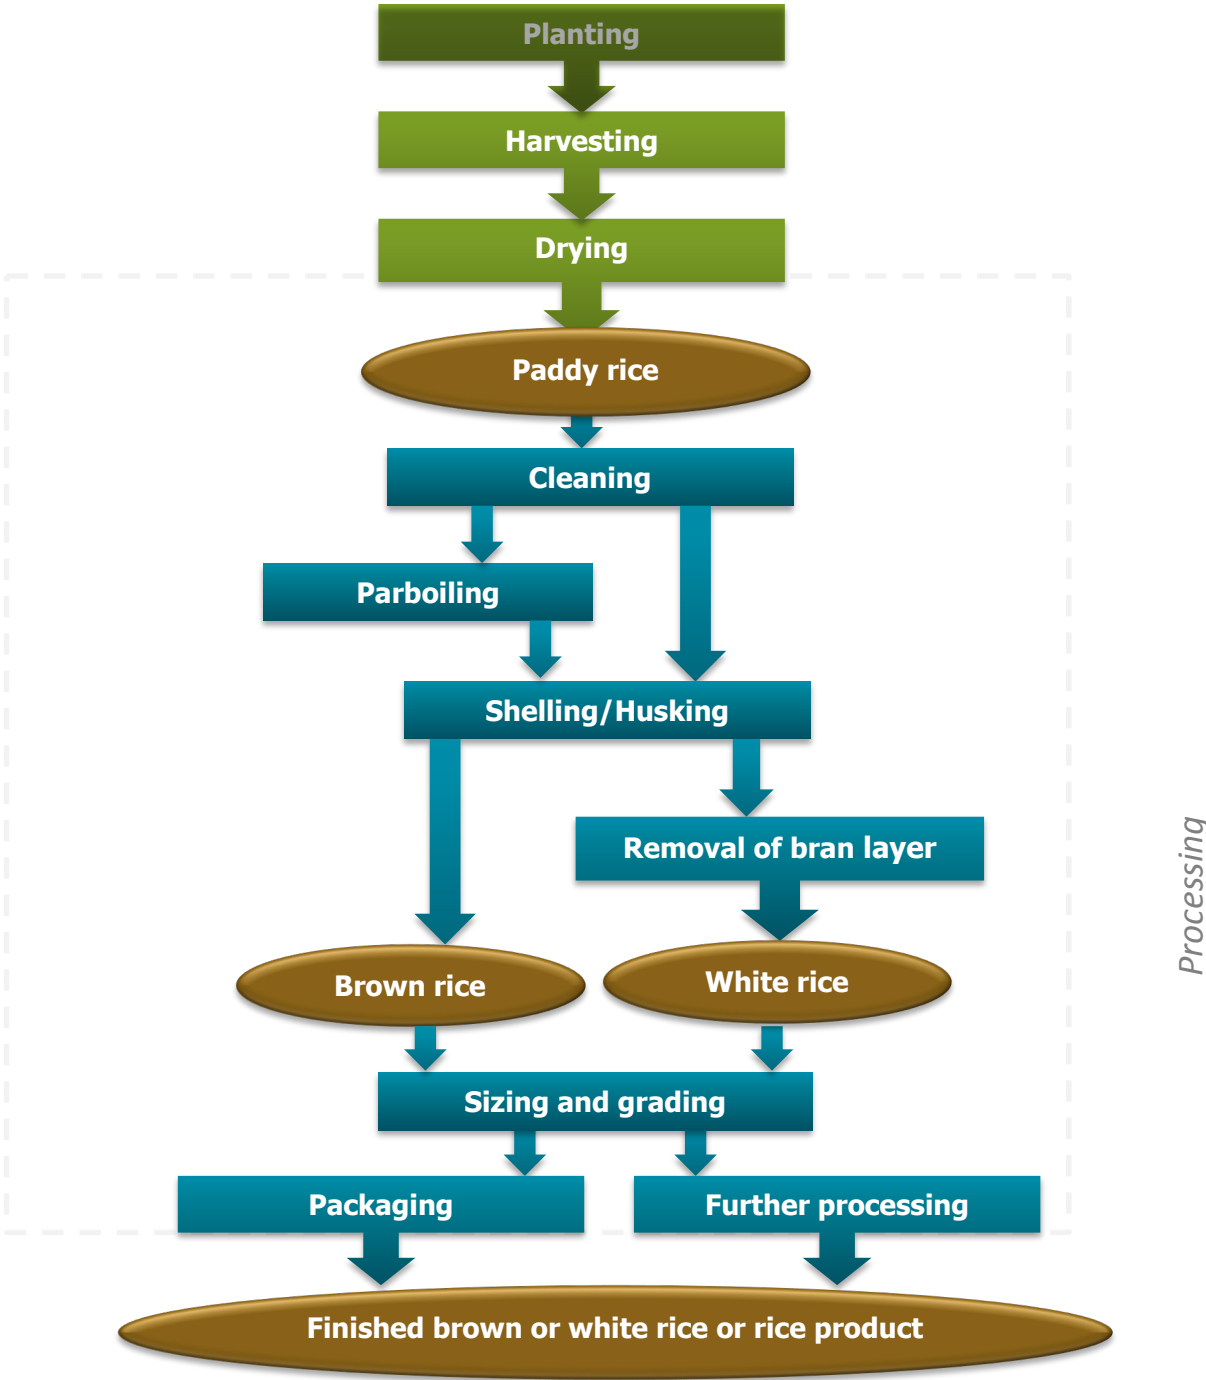 Planting
Harvesting
Drying
Paddy rice
Cleaning
Parboiling
Shelling/Husking
Removal of bran layer
Brown rice
White rice
Sizing and grading
Packaging
Further processing
Finished brown or white rice or rice product
Processing